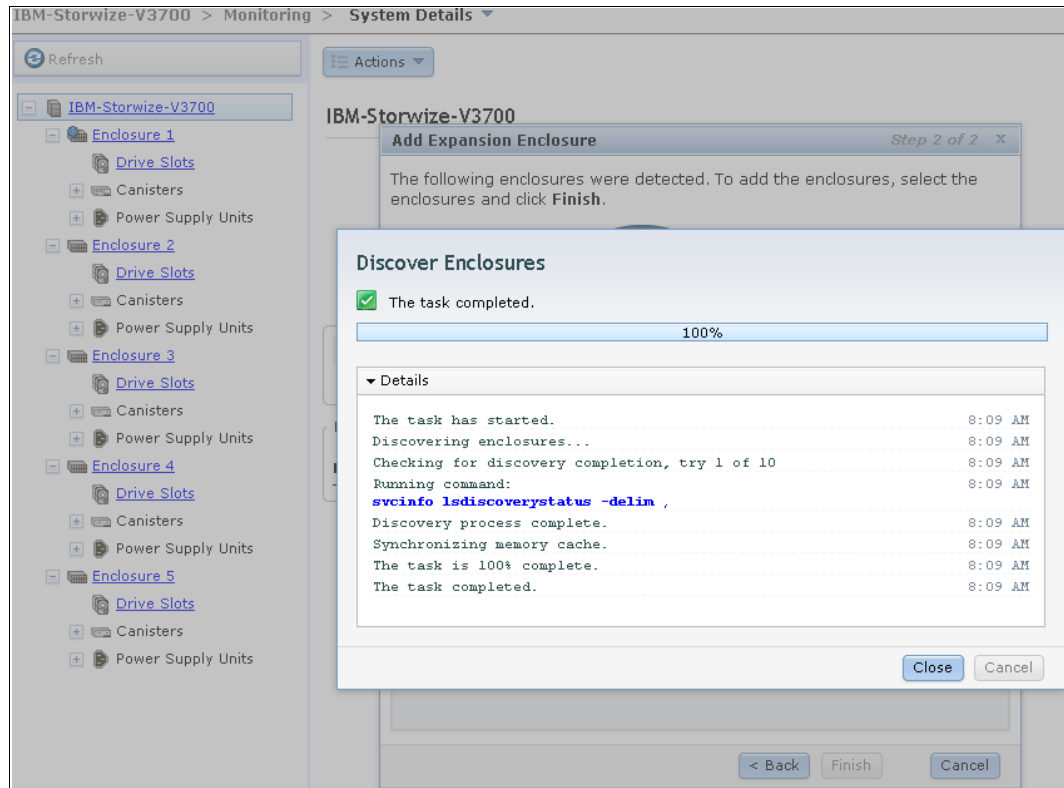 IBM-Storwize-V3700 > Monitoring > System Details
Refresh
Actions
IBM-Storwize-V3700
Enclosure 1
Drive Slots
Canisters
Power Supply Units
Enclosure 2
Drive Slots
Canisters
Power Supply Units
Enclosure 3
Drive Slots
Canisters
Power Supply Units
Enclosure 4
Drive Slots
Canisters
Power Supply Units
Enclosure 5
Drive Slots
Canisters
Power Supply Units
IBM-Storwize-V3700
Add Expansion Enclosure Step 2 of 2 X
The following enclosures were detected. To add the enclosures, select the
enclosures and click Finish.
Discover Enclosures
The task completed.
100%
Details
The task has started. 8:09 AM
Discovering enclosures... 8:09 AM
Checking for discovery completion, try 1 of 10 8:09 AM
Running command: 8:09 AM
svcinfo lsdiscoverystatus -delim ,
Discovery process complete. 8:09 AM
Synchronizing memory cache. 8:09 AM
The task is 100% complete. 8:09 AM
The task completed. 8:09 AM
Close Cancel
< Back Finish Cancel